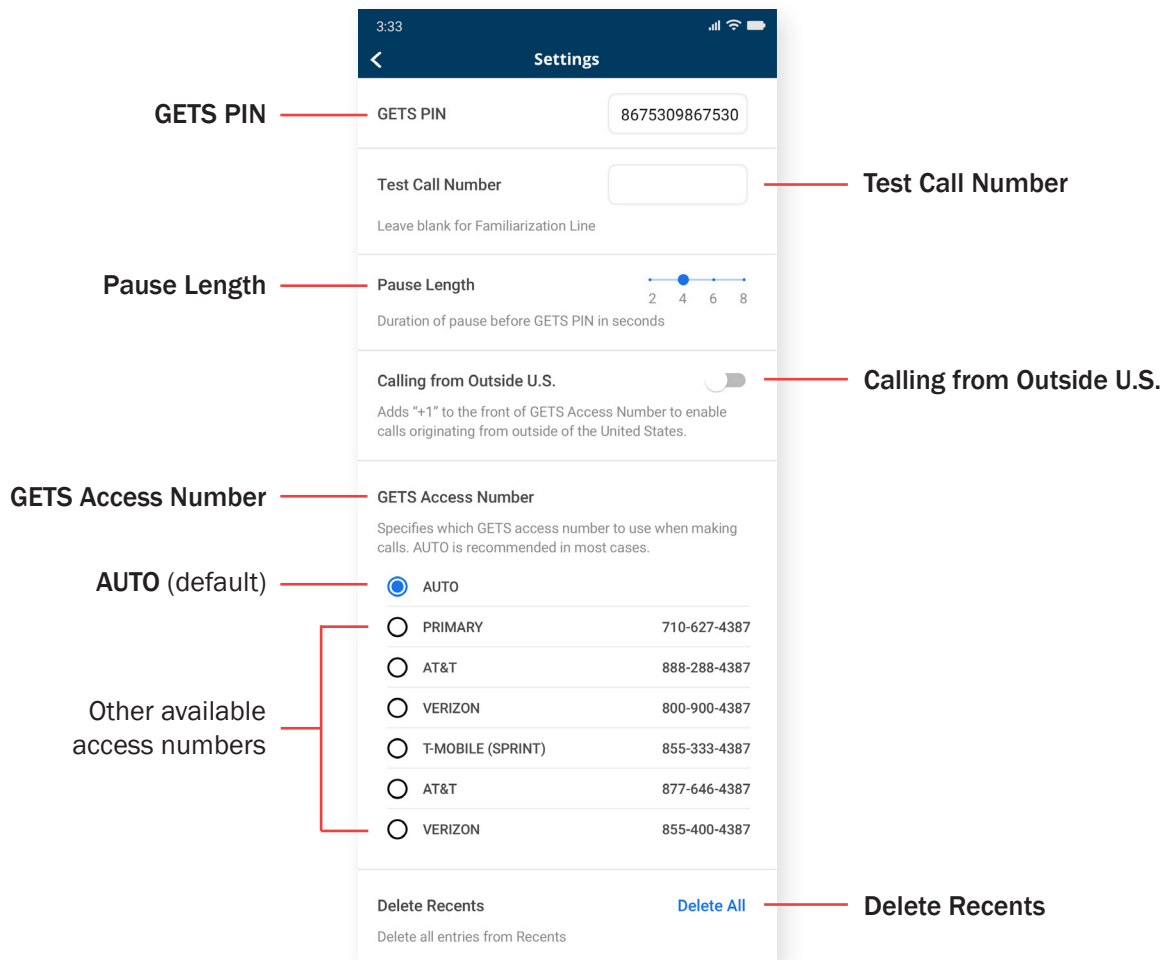 3:33
Settings
GETS PIN
GETS PIN
8675309867530
Test Call Number
Test Call Number
Leave blank for Familiarization Line
Pause Length
Pause Length
2 4 6 8
Duration of pause before GETS PIN in seconds
Calling from Outside U.S.
Calling from Outside U.S.
Adds “+1” to the front of GETS Access Number to enable
calls originating from outside of the United States.
GETS Access Number
GETS Access Number
Specifies which GETS access number to use when making
calls. AUTO is recommended in most cases.
AUTO (default)
AUTO
PRIMARY 710-627-4387
AT&T 888-288-4387
Other available
access numbers
VERIZON 800-900-4387
T-MOBILE (SPRINT) 855-333-4387
AT&T 877-646-4387
VERIZON 855-400-4387
Delete Recents Delete All
Delete Recents
Delete all entries from Recents